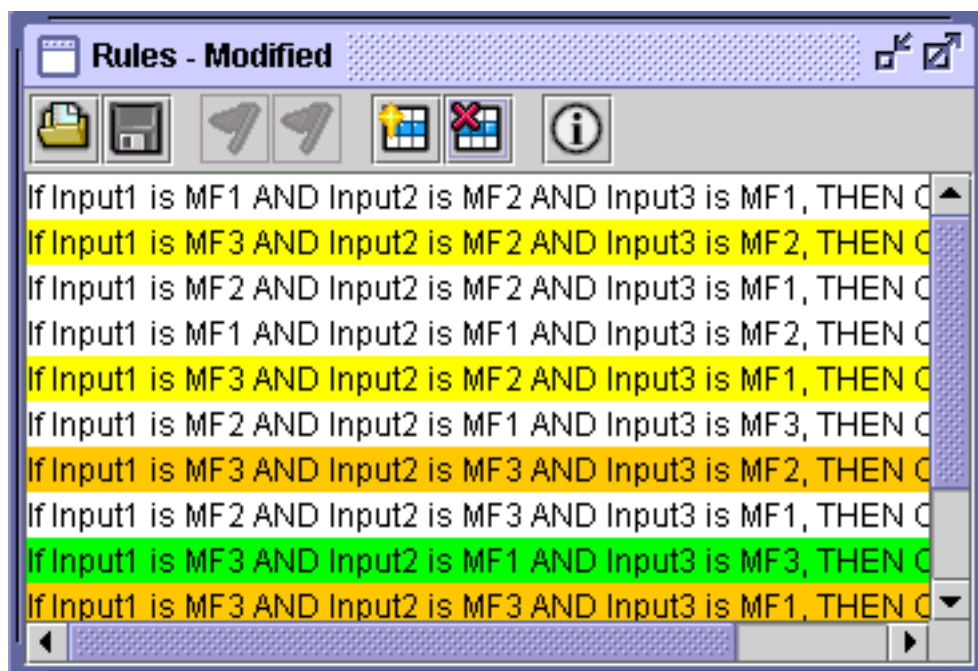 Rules - Modified
If Input1 is MF1 AND Input2 is MF2 AND Input3 is MF1, THEN
If Input1 is MF3 AND Input2 is MF2 AND Input3 is MF2, THEN
If Input1 is MF2 AND Input2 is MF2 AND Input3 is MF1, THEN
If Input1 is MF1 AND Input2 is MF1 AND Input3 is MF2, THEN
If Input1 is MF3 AND Input2 is MF2 AND Input3 is MF1, THEN
If Input1 is MF2 AND Input2 is MF1 AND Input3 is MF3, THEN
If Input1 is MF3 AND Input2 is MF3 AND Input3 is MF2, THEN
If Input1 is MF2 AND Input2 is MF3 AND Input3 is MF1, THEN
If Input1 is MF3 AND Input2 is MF1 AND Input3 is MF3, THEN
If Input1 is MF3 AND Input2 is MF3 AND Input3 is MF1, THEN